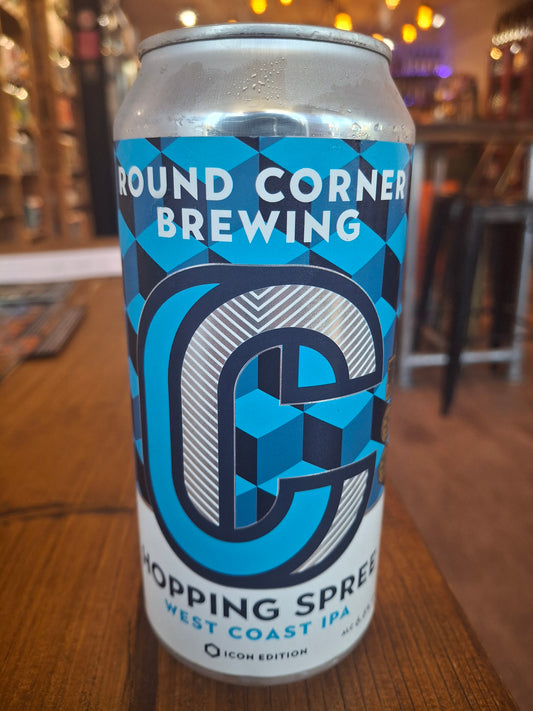 ROUND CORNER
BREWING
HOPPING SPREE
WEST COAST IPA
ICON EDITION